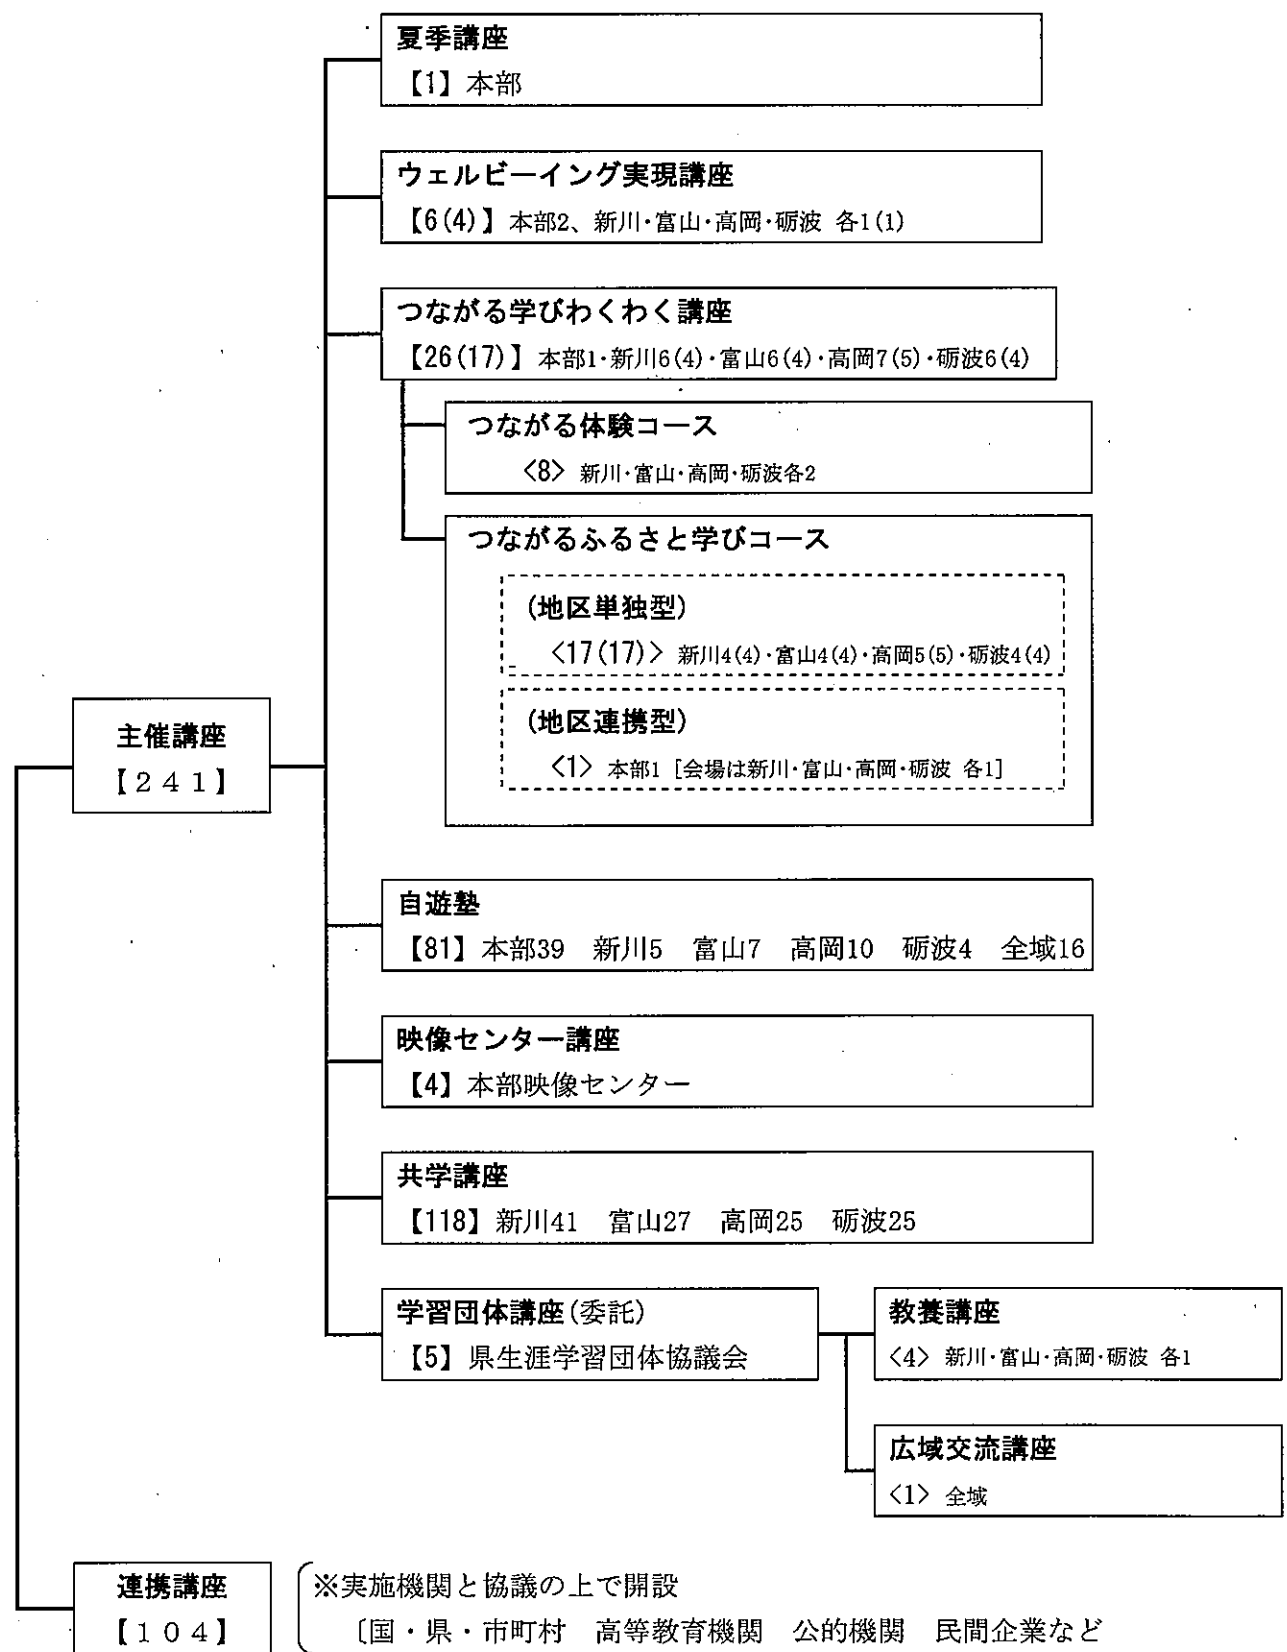 夏季講座
【1】本部
ウェルビーイング実現講座
【6(4)】本部2、新川・富山・高岡・砺波 各1(1)
つながる学びわくわく講座
【26(17)】本部1・新川6(4)・富山6(4)・高岡7(5)・砺波6(4)
つながる体験コース
<8> 新川・富山・高岡・砺波各2
つながるふるさと学びコース
(地区単独型)
<17(17)> 新川4(4)・富山4(4)・高岡5(5)・砺波4(4)
(地区連携型)
<1> 本部1 [会場は新川・富山・高岡・砺波 各1]
主催講座
【241】
自遊塾
【81】本部39 新川5 富山7 高岡10 砺波4 全域16
映像センター講座
【4】本部映像センター
共学講座
【118】新川41 富山27 高岡25 砺波25
学習団体講座(委託)
【5】県生涯学習団体協議会
教養講座
<4> 新川・富山・高岡・砺波 各1
広域交流講座
<1> 全域
連携講座
【104】
※実施機関と協議の上で開設
〔国・県・市町村 高等教育機関 公的機関 民間企業など